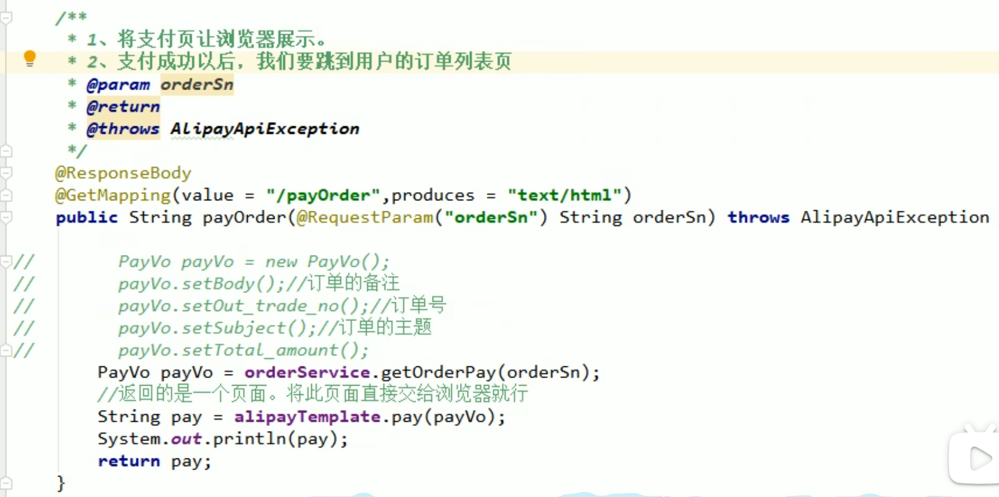 /**
* 1、将支付页让浏览器展示。
* 2、支付成功以后，我们要跳到用户的订单列表页
* @param orderSn
* @return
* @throws AlipayApiException
*/
@ResponseBody
@GetMapping(value = "/payOrder",produces = "text/html")
public String payOrder(@RequestParam("orderSn") String orderSn) throws AlipayApiException
// PayVo payVo = new PayVo();
// payVo.setBody();//订单的备注
// payVo.setOut_trade_no();//订单号
// payVo.setSubject();//订单的主题
// payVo.setTotal_amount();
PayVo payVo = orderService.getOrderPay(orderSn);
//返回的是一个页面。将此页面直接交给浏览器就行
String pay = alipayTemplate.pay(payVo);
System.out.println(pay);
return pay;
}